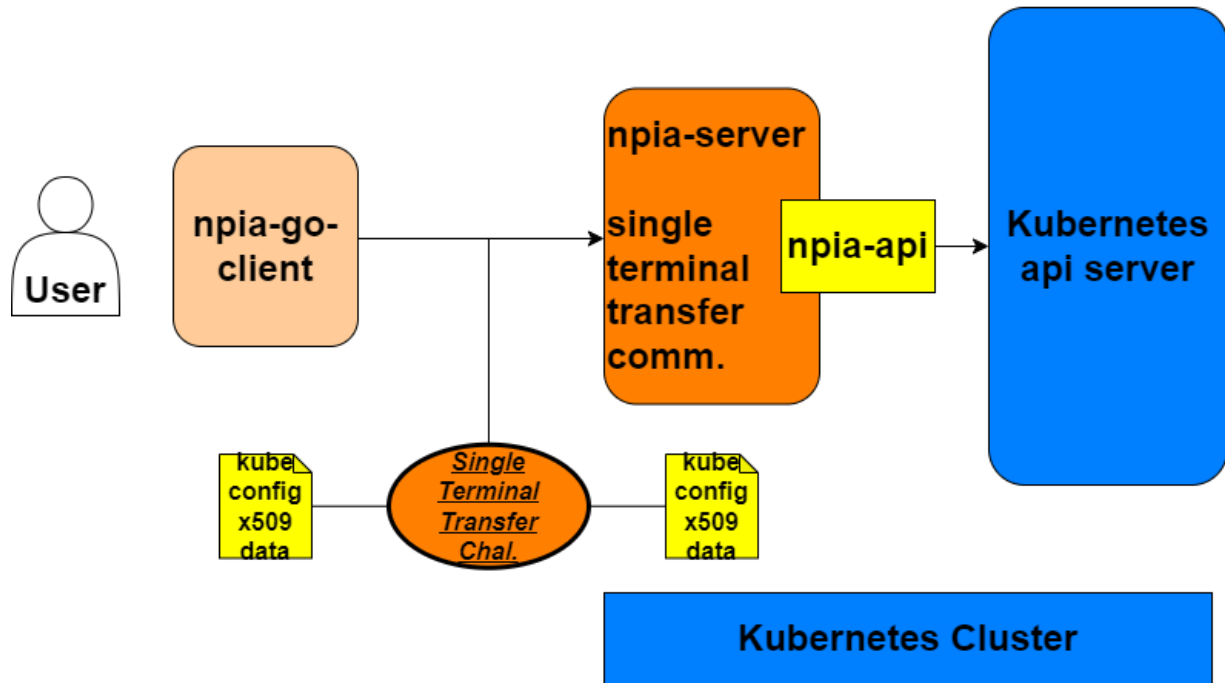 User
npia-go-
client
npia-server
single
terminal
transfer
comm.
npia-api
Kubernetes
api server
kube
config
x509
data
Single
Terminal
Transfer
Chal.
kube
config
x509
data
Kubernetes Cluster